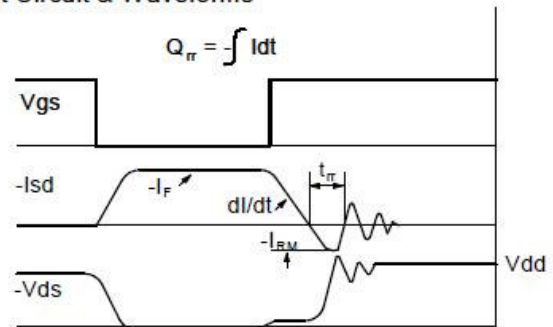 Q_rr = -∫ Idt
Vgs
-Isd
-I_F
dI/dt
t_rr
-I_RM
Vdd
-Vds